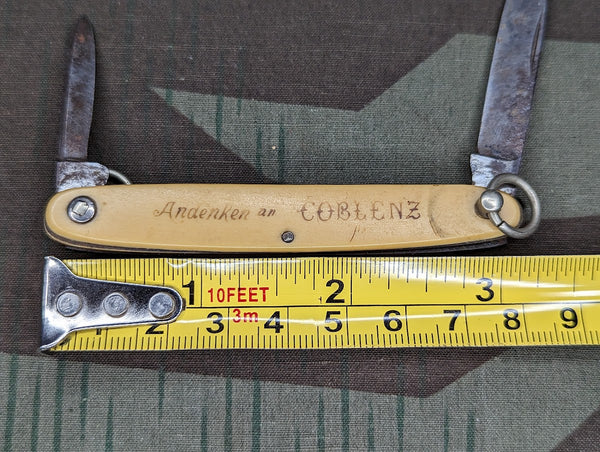 Andenken an COBLENZ
1 10FEET 2 3
2 3 3m 4 5 6 7 8 9